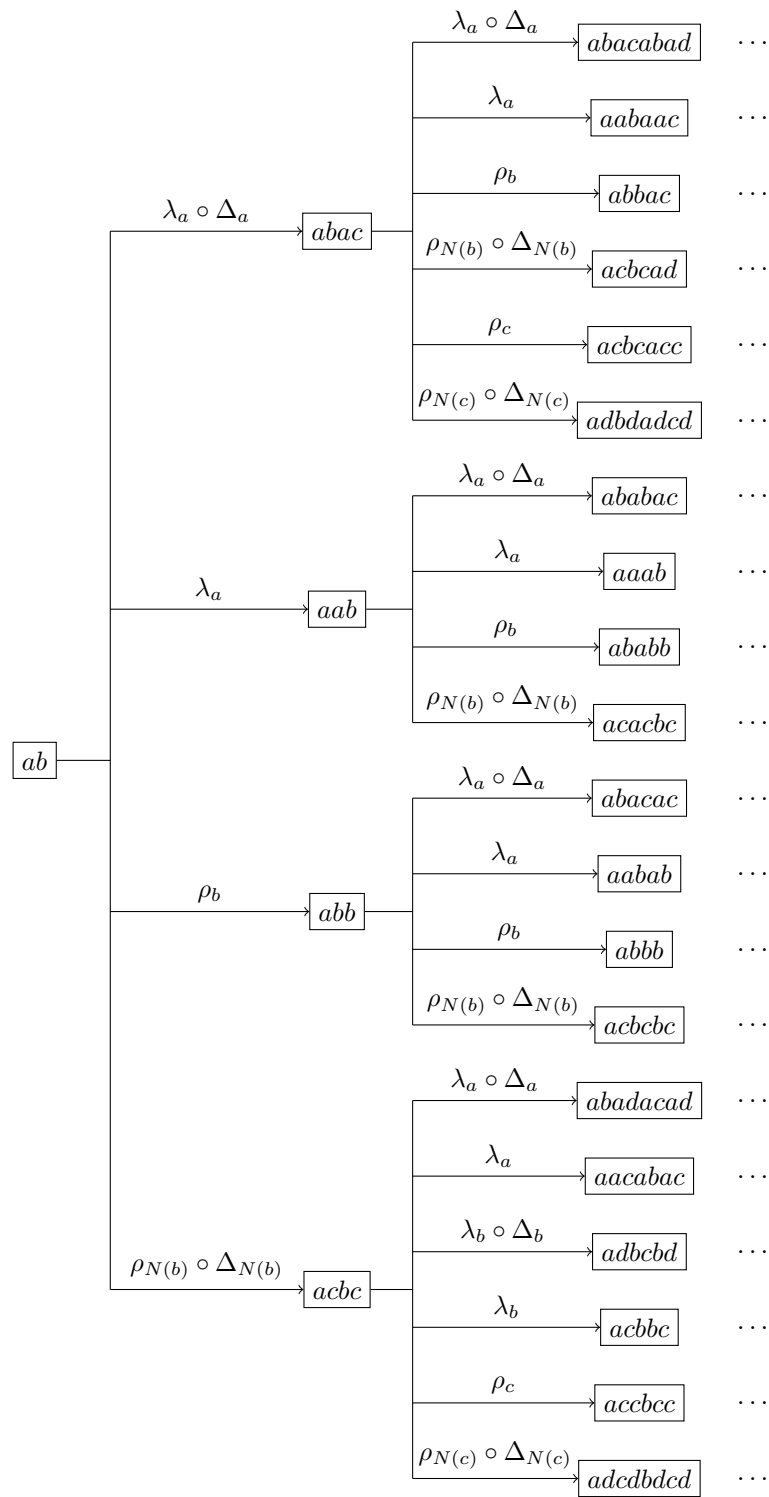 λ_a ∘ Δ_a abacabad ···
λ_a aabaac ···
ρ_b abbac ···
λ_a ∘ Δ_a abac
ρ_{N(b)} ∘ Δ_{N(b)} acbcad ···
ρ_c acbcacc ···
ρ_{N(c)} ∘ Δ_{N(c)} adbdadcd ···
λ_a ∘ Δ_a ababac ···
λ_a aaab ···
λ_a aab
ρ_b ababb ···
ρ_{N(b)} ∘ Δ_{N(b)} acacbc ···
ab
λ_a ∘ Δ_a abacac ···
λ_a aabab ···
ρ_b abb
ρ_b abbb ···
ρ_{N(b)} ∘ Δ_{N(b)} acbcbc ···
λ_a ∘ Δ_a abadacad ···
λ_a aacabac ···
λ_b ∘ Δ_b adbcbd ···
ρ_{N(b)} ∘ Δ_{N(b)} acbc
λ_b acbbc ···
ρ_c accbcc ···
ρ_{N(c)} ∘ Δ_{N(c)} adcdbdcd ···